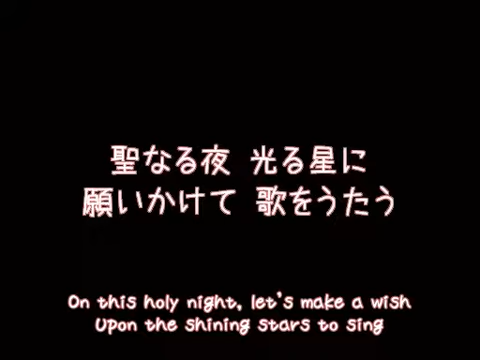 聖なる夜 光る星に
願いかけて 歌をうたう
On this holy night, let's make a wish
Upon the shining stars to sing